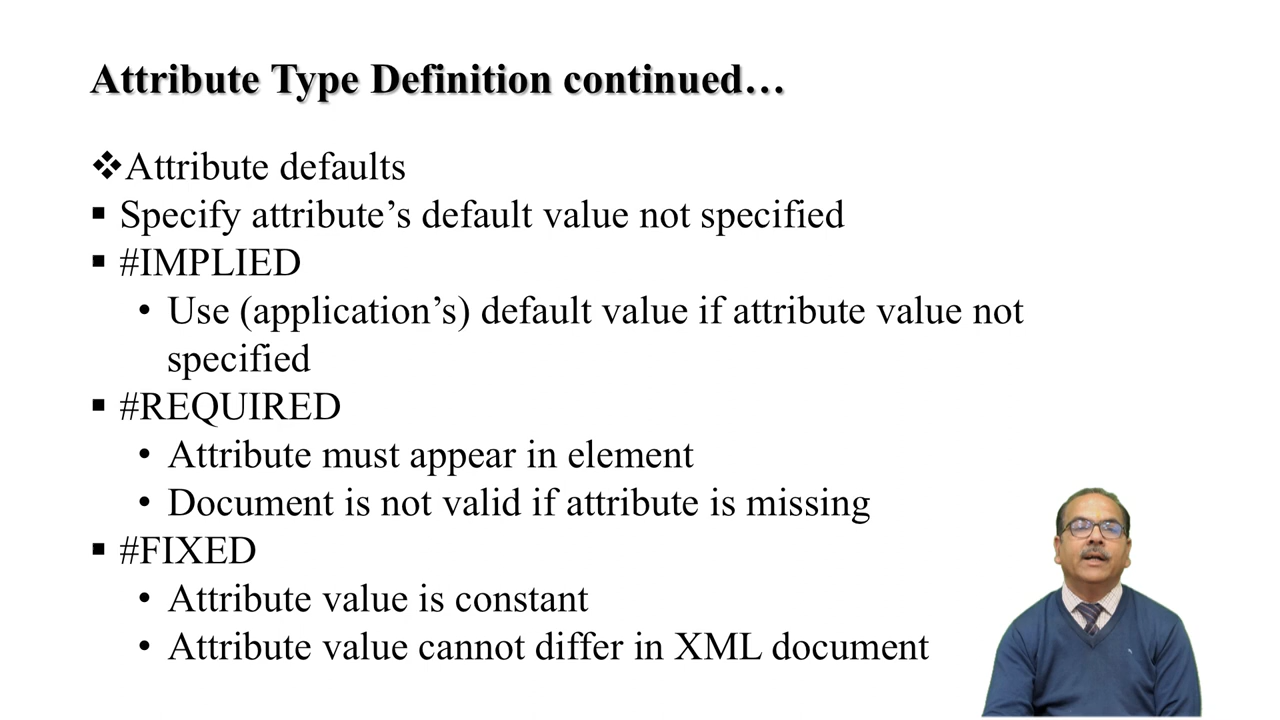 Attribute Type Definition continued…
❖Attribute defaults
▪ Specify attribute’s default value not specified
▪ #IMPLIED
• Use (application’s) default value if attribute value not
specified
▪ #REQUIRED
• Attribute must appear in element
• Document is not valid if attribute is missing
▪ #FIXED
• Attribute value is constant
• Attribute value cannot differ in XML document